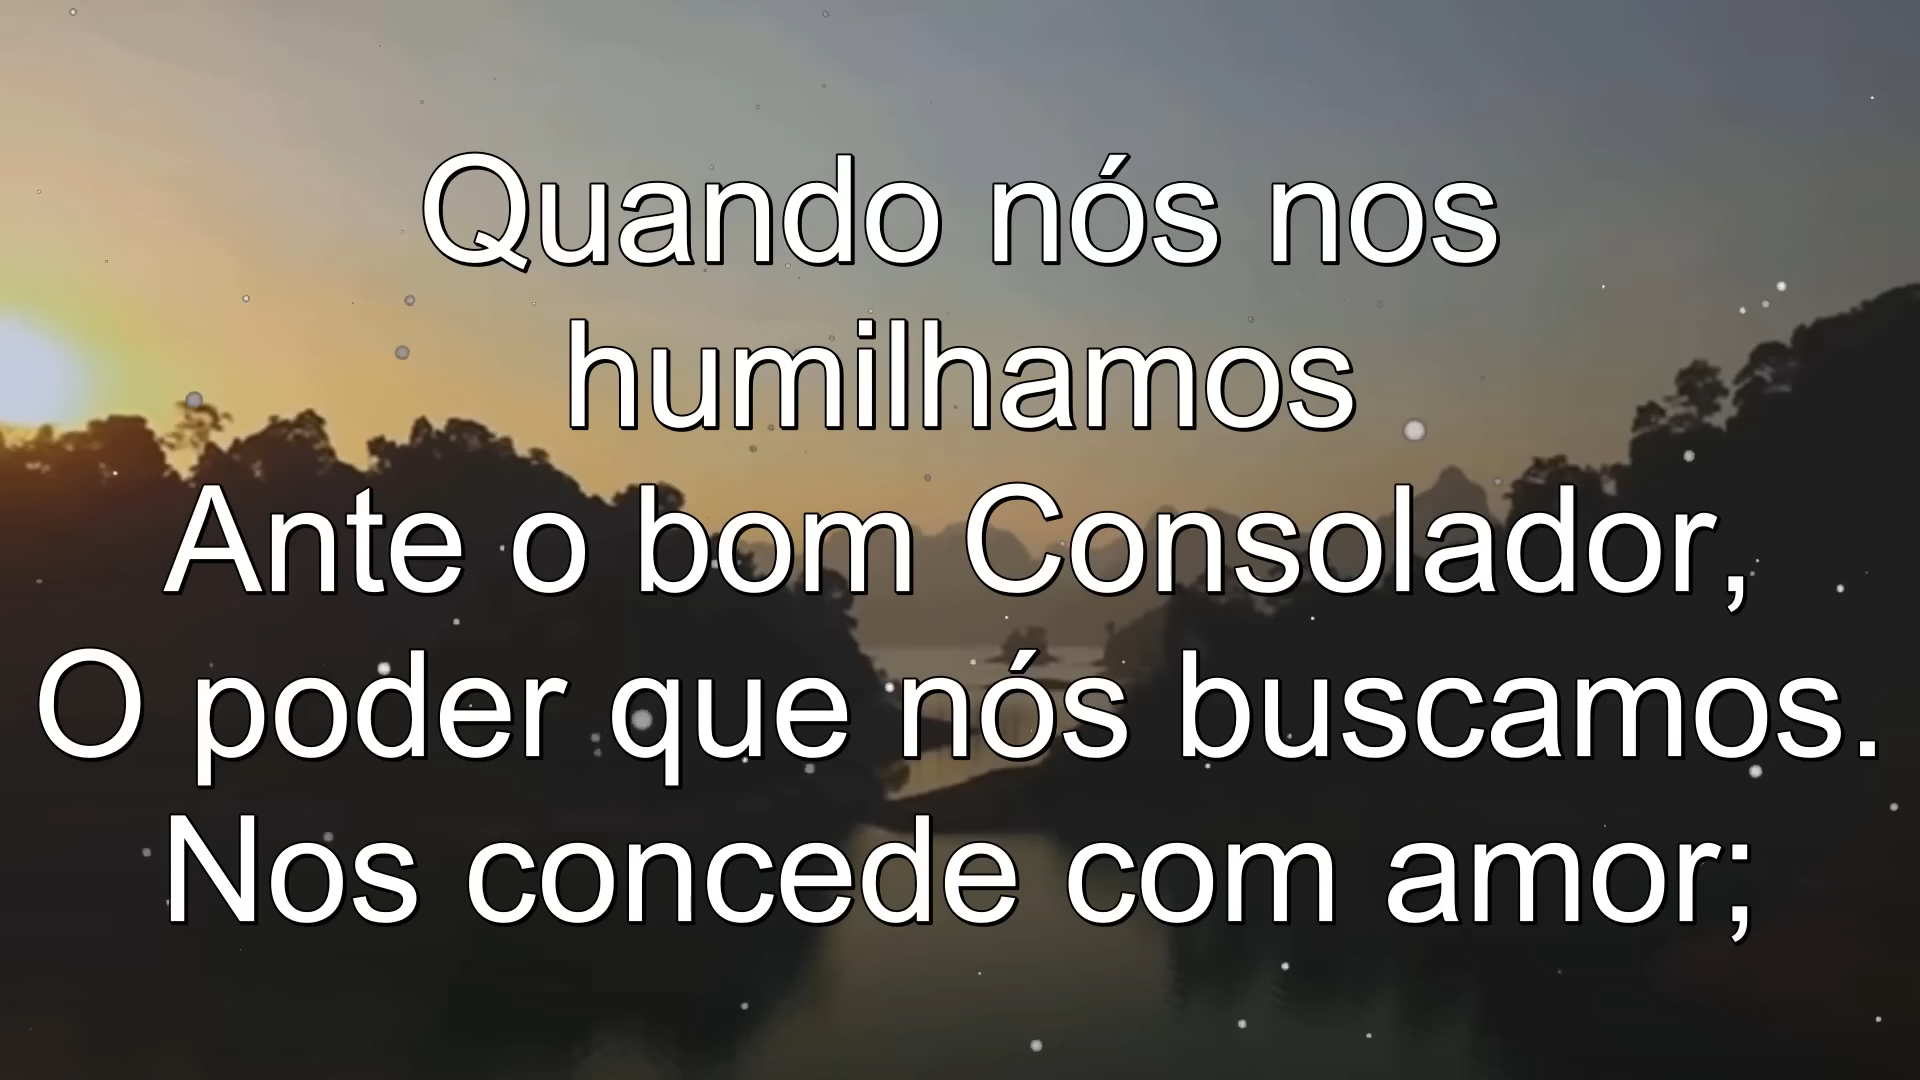 Quando nós nos
humilhamos
Ante o bom Consolador,
O poder que nós buscamos.
Nos concede com amor;